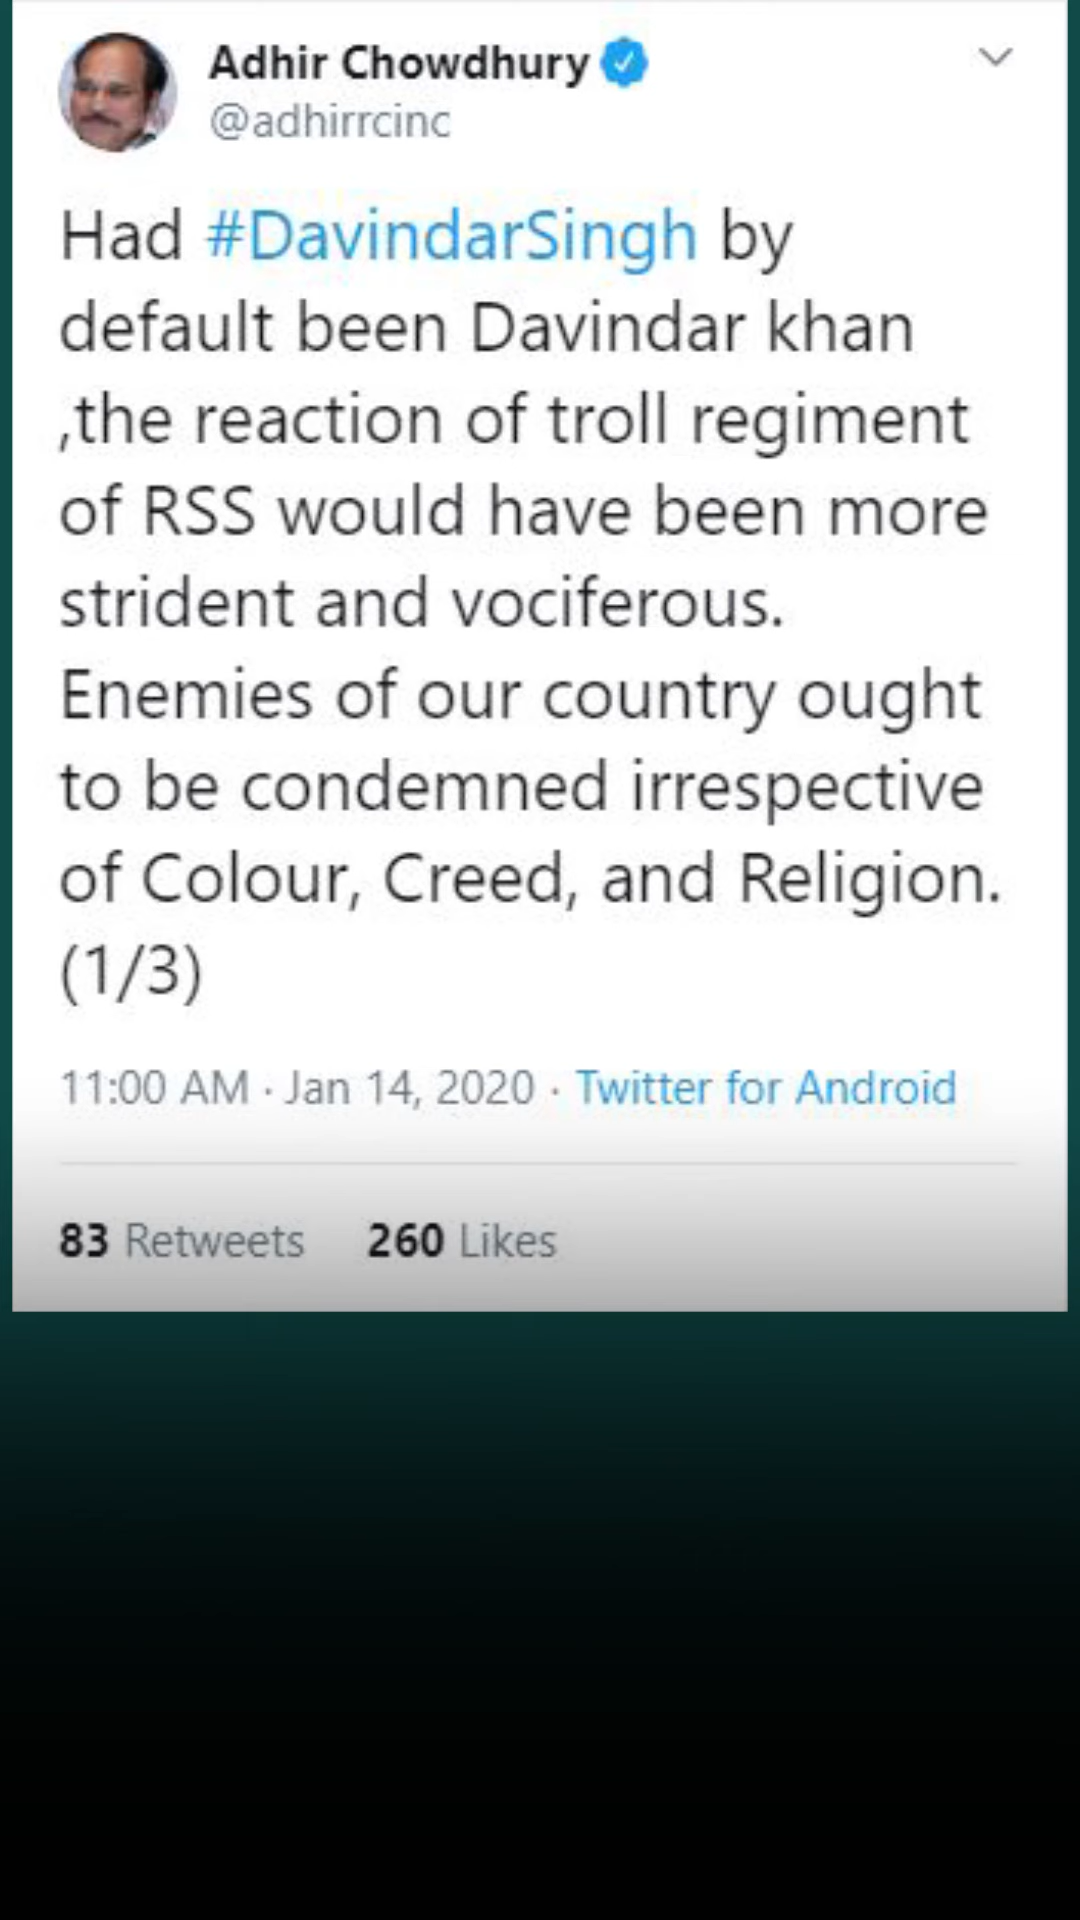 Adhir Chowdhury
@adhirrcinc
Had #DavindarSingh by
default been Davindar khan
,the reaction of troll regiment
of RSS would have been more
strident and vociferous.
Enemies of our country ought
to be condemned irrespective
of Colour, Creed, and Religion.
(1/3)
11:00 AM · Jan 14, 2020 · Twitter for Android
83 Retweets 260 Likes